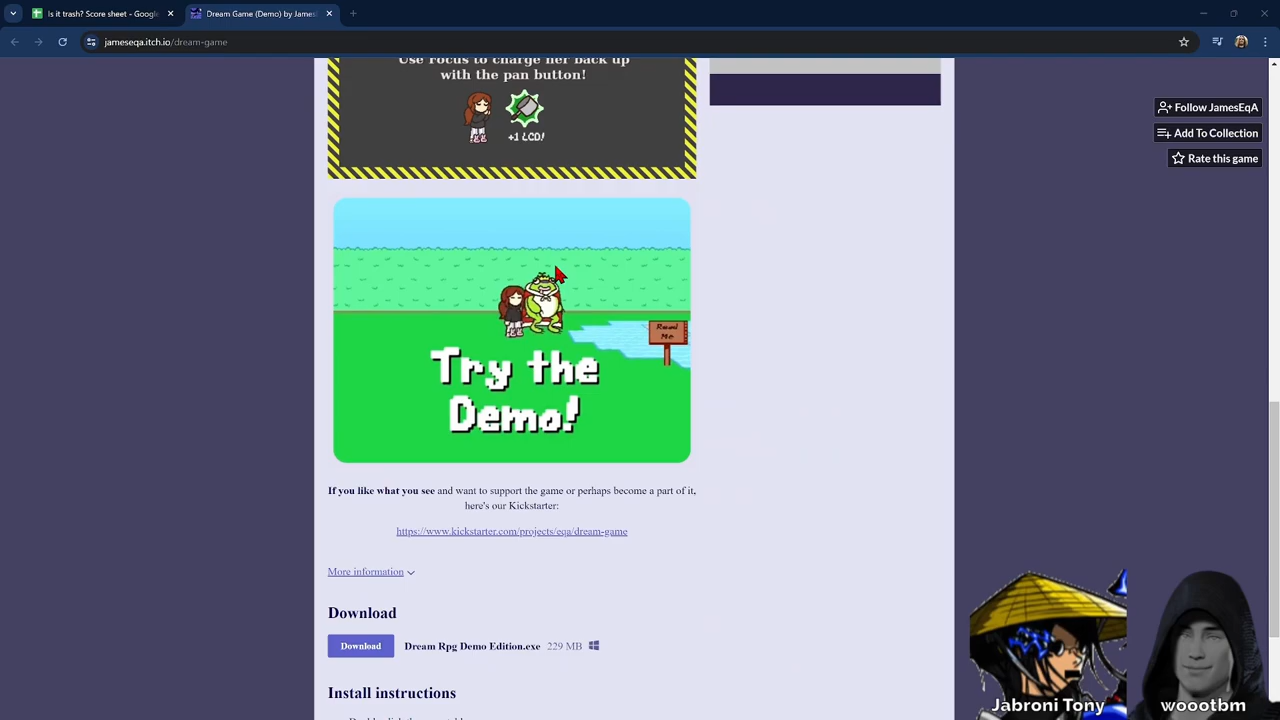 Is it trash? Score sheet - Google
Dream Game (Demo) by James
jameseqa.itch.io/dream-game
Use Focus to charge her back up
with the pan button!
+1 LCD!
Follow JamesEqA
Add To Collection
Rate this game
Read
Me
Try the
Demo!
If you like what you see and want to support the game or perhaps become a part of it,
here's our Kickstarter:
https://www.kickstarter.com/projects/eqa/dream-game
More information
Download
Download Dream Rpg Demo Edition.exe 229 MB
Install instructions
Jabroni Tony
woootbm